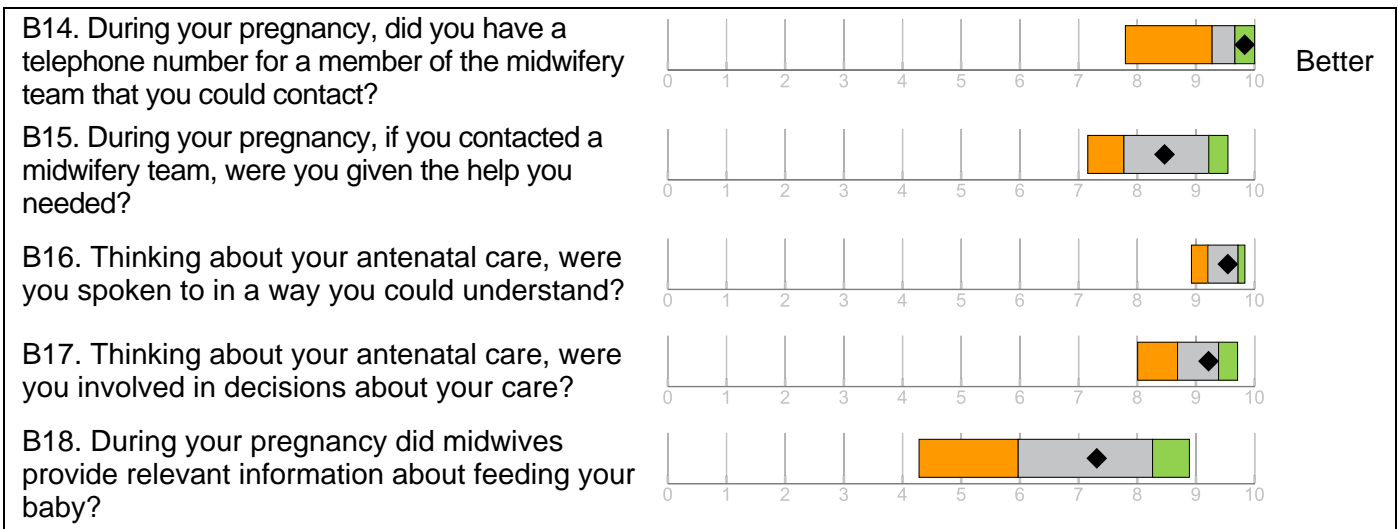 B14. During your pregnancy, did you have a
telephone number for a member of the midwifery
team that you could contact?
0 1 2 3 4 5 6 7 8 9 10
Better
B15. During your pregnancy, if you contacted a
midwifery team, were you given the help you
needed?
0 1 2 3 4 5 6 7 8 9 10
B16. Thinking about your antenatal care, were
you spoken to in a way you could understand?
0 1 2 3 4 5 6 7 8 9 10
B17. Thinking about your antenatal care, were
you involved in decisions about your care?
0 1 2 3 4 5 6 7 8 9 10
B18. During your pregnancy did midwives
provide relevant information about feeding your
baby?
0 1 2 3 4 5 6 7 8 9 10